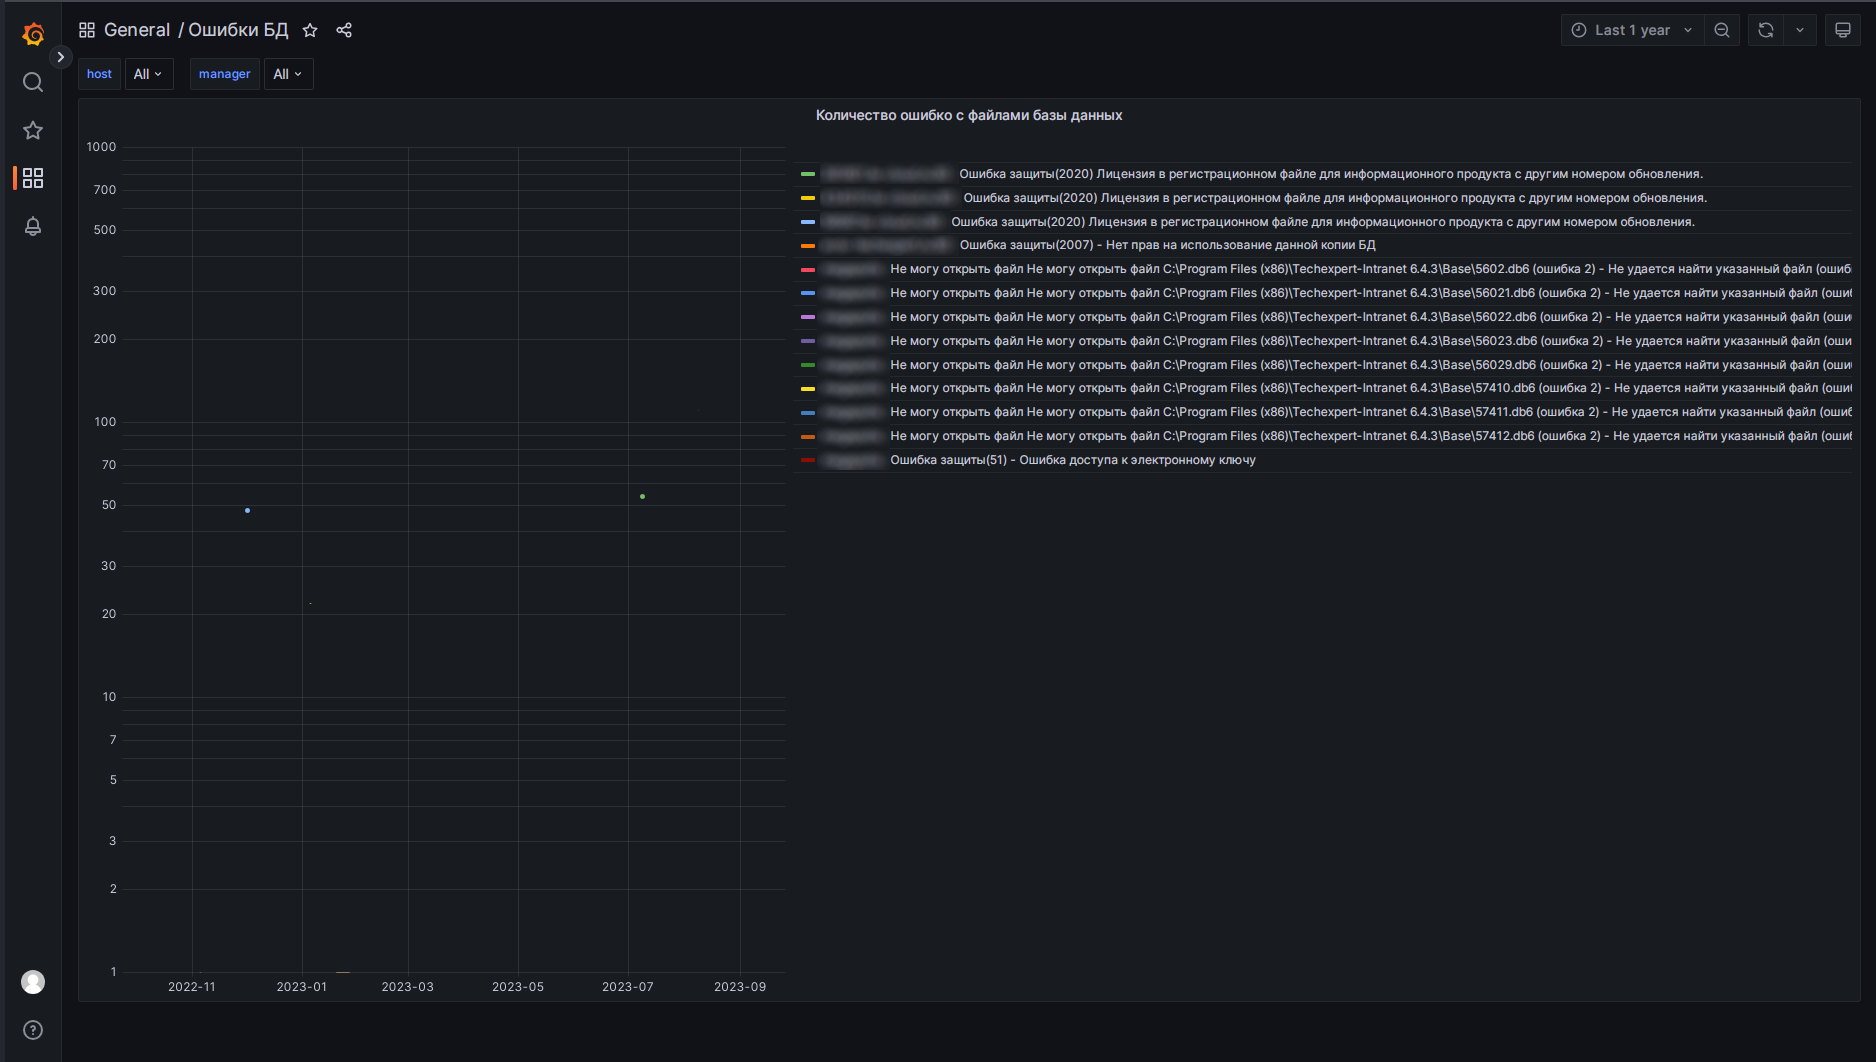 General / Ошибки БД
Last 1 year
host All manager All
Количество ошибко с файлами базы данных
1000
700
500
300
200
100
70
50
30
20
10
7
5
3
2
1
2022-11 2023-01 2023-03 2023-05 2023-07 2023-09
Ошибка защиты(2020) Лицензия в регистрационном файле для информационного продукта с другим номером обновления.
Ошибка защиты(2020) Лицензия в регистрационном файле для информационного продукта с другим номером обновления.
Ошибка защиты(2020) Лицензия в регистрационном файле для информационного продукта с другим номером обновления.
Ошибка защиты(2007) - Нет прав на использование данной копии БД
Не могу открыть файл Не могу открыть файл C:\Program Files (x86)\Techexpert-Intranet 6.4.3\Base\5602.db6 (ошибка 2) - Не удается найти указанный файл (ошиб
Не могу открыть файл Не могу открыть файл C:\Program Files (x86)\Techexpert-Intranet 6.4.3\Base\56021.db6 (ошибка 2) - Не удается найти указанный файл (оши
Не могу открыть файл Не могу открыть файл C:\Program Files (x86)\Techexpert-Intranet 6.4.3\Base\56022.db6 (ошибка 2) - Не удается найти указанный файл (оши
Не могу открыть файл Не могу открыть файл C:\Program Files (x86)\Techexpert-Intranet 6.4.3\Base\56023.db6 (ошибка 2) - Не удается найти указанный файл (оши
Не могу открыть файл Не могу открыть файл C:\Program Files (x86)\Techexpert-Intranet 6.4.3\Base\56029.db6 (ошибка 2) - Не удается найти указанный файл (оши
Не могу открыть файл Не могу открыть файл C:\Program Files (x86)\Techexpert-Intranet 6.4.3\Base\57410.db6 (ошибка 2) - Не удается найти указанный файл (оши
Не могу открыть файл Не могу открыть файл C:\Program Files (x86)\Techexpert-Intranet 6.4.3\Base\57411.db6 (ошибка 2) - Не удается найти указанный файл (ошиб
Не могу открыть файл Не могу открыть файл C:\Program Files (x86)\Techexpert-Intranet 6.4.3\Base\57412.db6 (ошибка 2) - Не удается найти указанный файл (ошиб
Ошибка защиты(51) - Ошибка доступа к электронному ключу